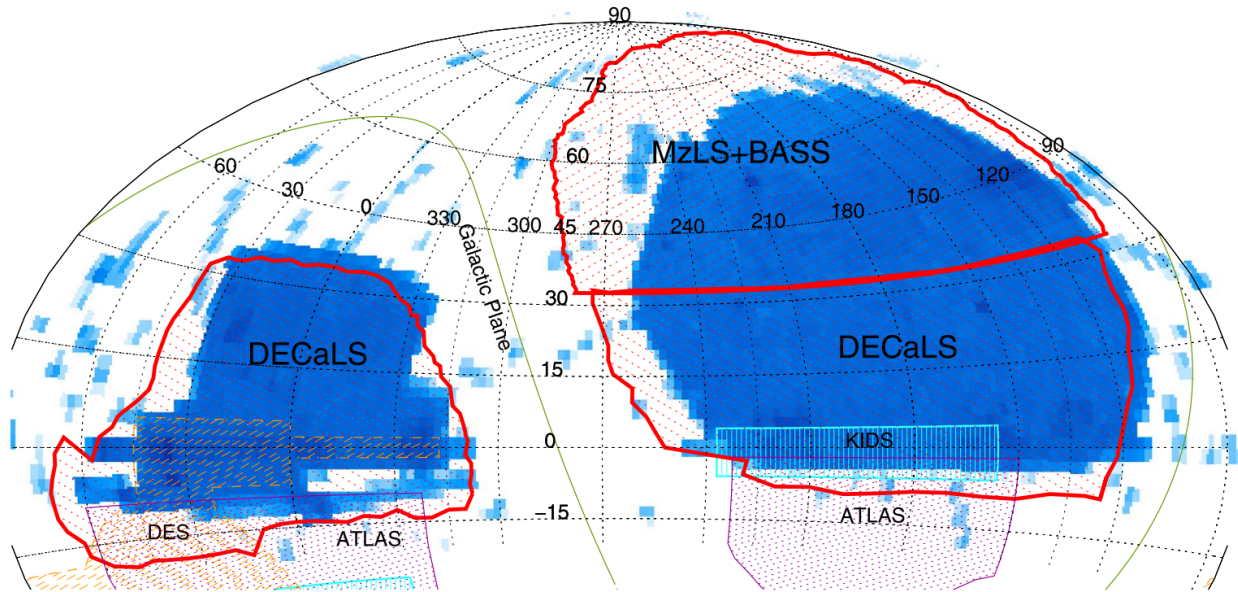 90
75
60
MzLS+BASS
90
60
30
0
330
300
45
270
240
210
180
150
120
Galactic Plane
30
DECaLS
15
DECaLS
0
KIDS
−15
DES
ATLAS
ATLAS